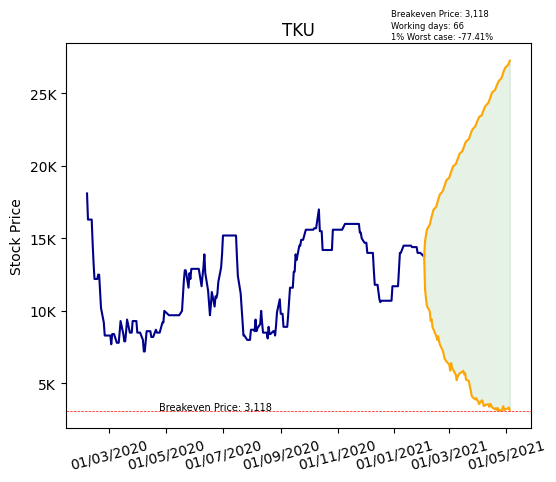 Breakeven Price: 3,118
Working days: 66
1% Worst case: -77.41%
TKU
Stock Price
25K
20K
15K
10K
5K
Breakeven Price: 3,118
01/03/2020
01/05/2020
01/07/2020
01/09/2020
01/11/2020
01/01/2021
01/03/2021
01/05/2021